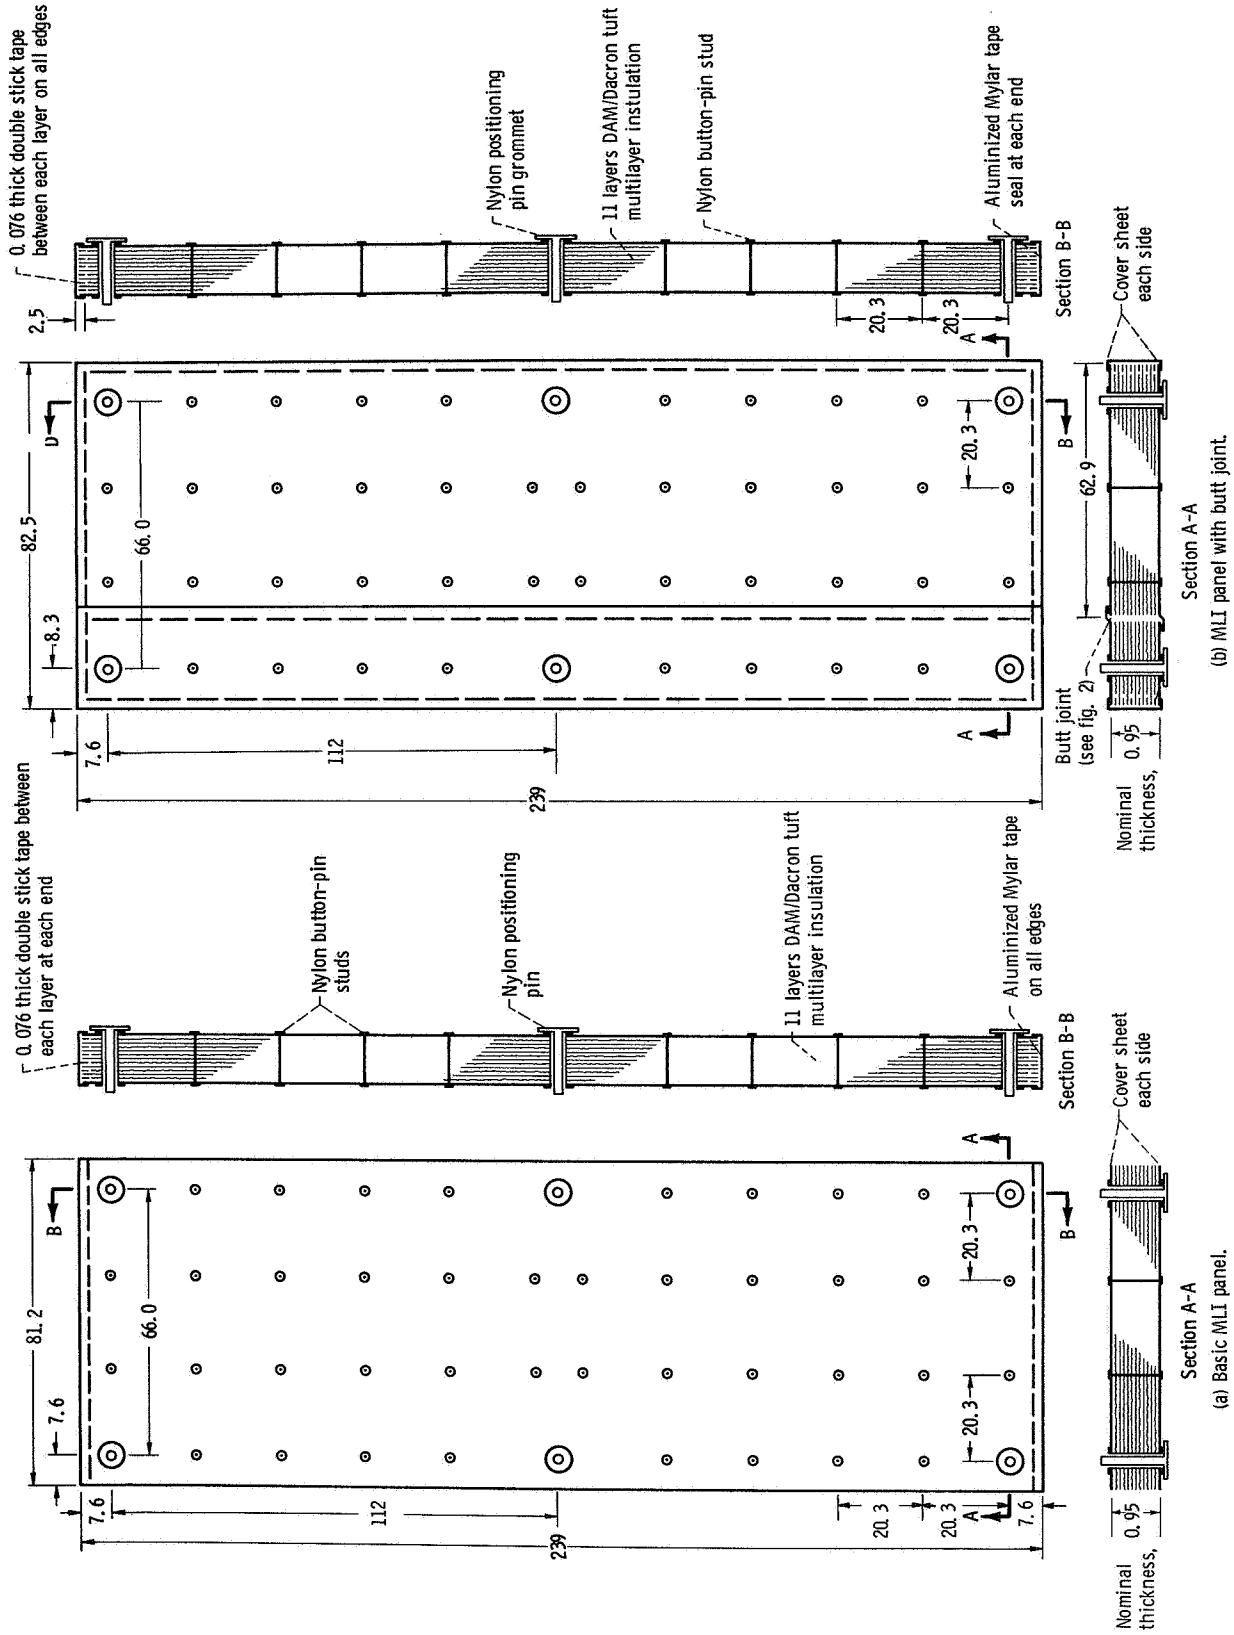 0.076 thick double stick tape between
each layer at each end
Nylon button-pin
studs
Nylon positioning
pin
11 layers DAM/Dacron tuft
multilayer insulation
Aluminized Mylar tape
on all edges
Section B-B
81.2
7.6
66.0
B
B
7.6
112
239
20.3
20.3
7.6
20.3
20.3
A
A
Cover sheet
each side
Nominal
thickness,
0.95
Section A-A
(a) Basic MLI panel.
0.076 thick double stick tape
between each layer on all edges
2.5
Nylon positioning
pin grommet
11 layers DAM/Dacron tuft
multilayer instulation
Nylon button-pin stud
Aluminized Mylar tape
seal at each end
20.3
20.3
Section B-B
82.5
8.3
66.0
D
B
7.6
112
239
20.3
A
A
62.9
Butt joint
(see fig. 2)
Cover sheet
each side
Nominal
thickness,
0.95
Section A-A
(b) MLI panel with butt joint.